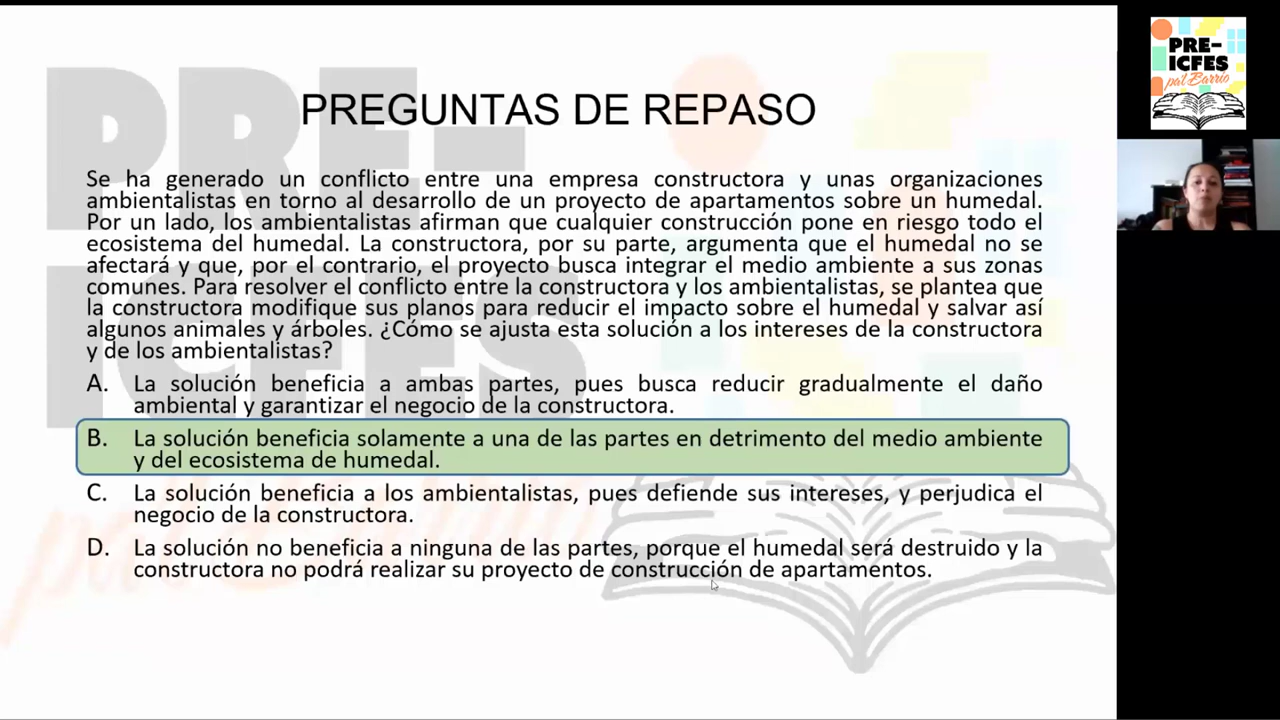 PREGUNTAS DE REPASO
Se ha generado un conflicto entre una empresa constructora y unas organizaciones
ambientalistas en torno al desarrollo de un proyecto de apartamentos sobre un humedal.
Por un lado, los ambientalistas afirman que cualquier construcción pone en riesgo todo el
ecosistema del humedal. La constructora, por su parte, argumenta que el humedal no se
afectará y que, por el contrario, el proyecto busca integrar el medio ambiente a sus zonas
comunes. Para resolver el conflicto entre la constructora y los ambientalistas, se plantea que
la constructora modifique sus planos para reducir el impacto sobre el humedal y salvar así
algunos animales y árboles. ¿Cómo se ajusta esta solución a los intereses de la constructora
y de los ambientalistas?
A. La solución beneficia a ambas partes, pues busca reducir gradualmente el daño
ambiental y garantizar el negocio de la constructora.
B. La solución beneficia solamente a una de las partes en detrimento del medio ambiente
y del ecosistema de humedal.
C. La solución beneficia a los ambientalistas, pues defiende sus intereses, y perjudica el
negocio de la constructora.
D. La solución no beneficia a ninguna de las partes, porque el humedal será destruido y la
constructora no podrá realizar su proyecto de construcción de apartamentos.
PRE-
ICFES
pal Barrio
PRE-
ICFES
pal Barrio